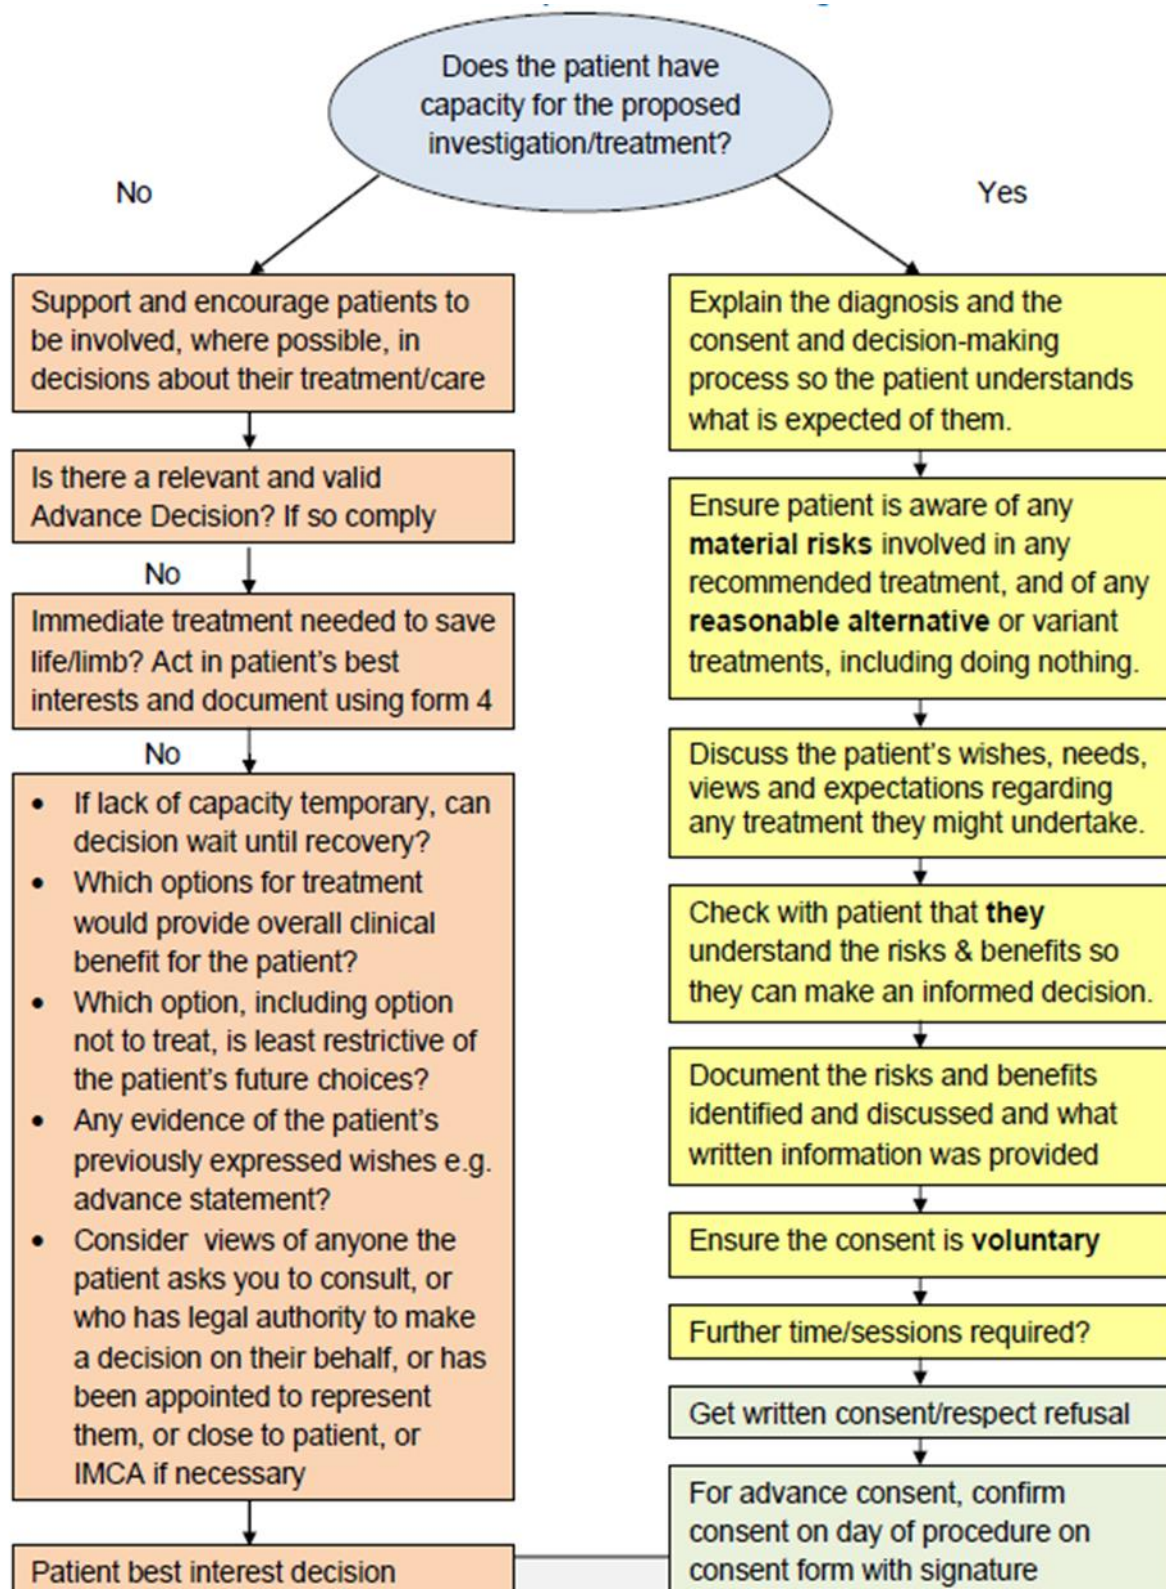 Does the patient have
capacity for the proposed
investigation/treatment?
No
Yes
Support and encourage patients to
be involved, where possible, in
decisions about their treatment/care
Is there a relevant and valid
Advance Decision? If so comply
No
Immediate treatment needed to save
life/limb? Act in patient's best
interests and document using form 4
No
• If lack of capacity temporary, can
decision wait until recovery?
• Which options for treatment
would provide overall clinical
benefit for the patient?
• Which option, including option
not to treat, is least restrictive of
the patient's future choices?
• Any evidence of the patient's
previously expressed wishes e.g.
advance statement?
• Consider views of anyone the
patient asks you to consult, or
who has legal authority to make
a decision on their behalf, or has
been appointed to represent
them, or close to patient, or
IMCA if necessary
Patient best interest decision
Explain the diagnosis and the
consent and decision-making
process so the patient understands
what is expected of them.
Ensure patient is aware of any
material risks involved in any
recommended treatment, and of any
reasonable alternative or variant
treatments, including doing nothing.
Discuss the patient's wishes, needs,
views and expectations regarding
any treatment they might undertake.
Check with patient that they
understand the risks & benefits so
they can make an informed decision.
Document the risks and benefits
identified and discussed and what
written information was provided
Ensure the consent is voluntary
Further time/sessions required?
Get written consent/respect refusal
For advance consent, confirm
consent on day of procedure on
consent form with signature